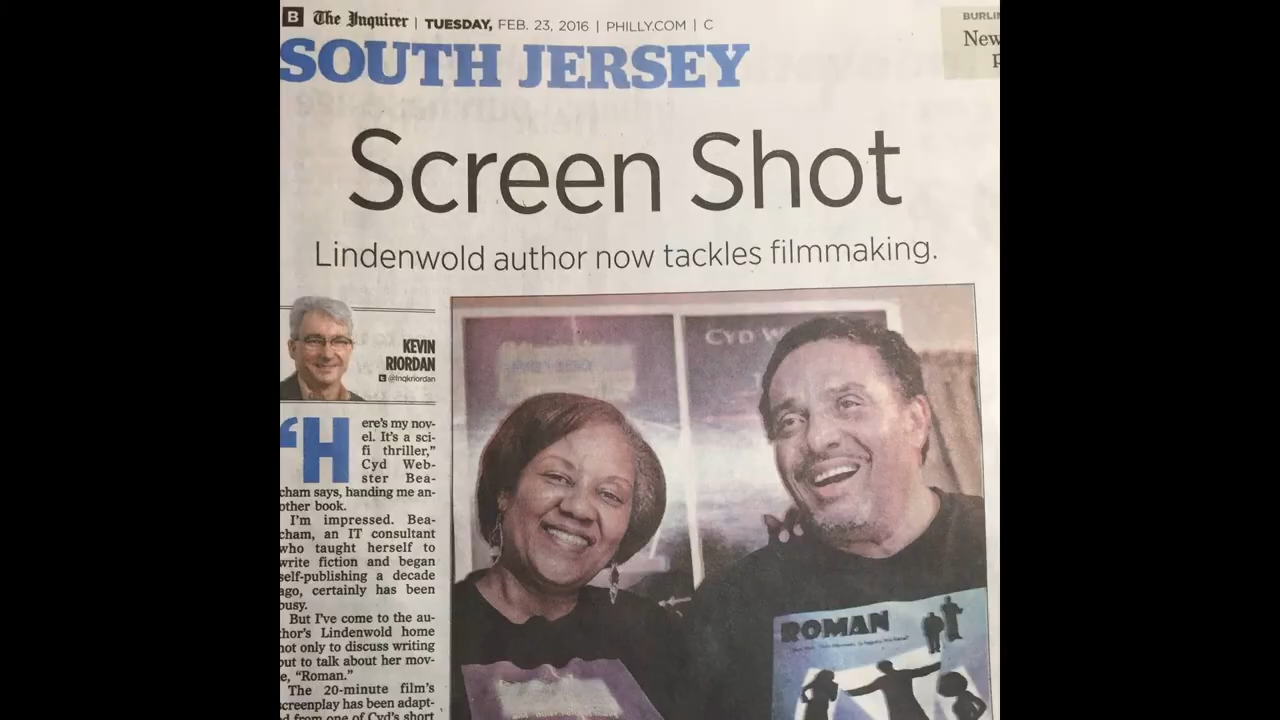 B The Inquirer | TUESDAY, FEB. 23, 2016 | PHILLY.COM | C
SOUTH JERSEY
New
Screen Shot
Lindenwold author now tackles filmmaking.
KEVIN
RIORDAN
@inqkriordan
‘Here's my nov-
el. It's a sci-
fi thriller,”
Cyd Web-
ster Bea-
cham says, handing me an-
other book.
I'm impressed. Bea-
cham, an IT consultant
who taught herself to
write fiction and began
self-publishing a decade
ago, certainly has been
busy.
But I've come to the au-
thor's Lindenwold home
not only to discuss writing
but to talk about her mov-
ie, “Roman.”
The 20-minute film's
screenplay has been adapt-
ed from one of Cyd's short
CYD W
ROMAN